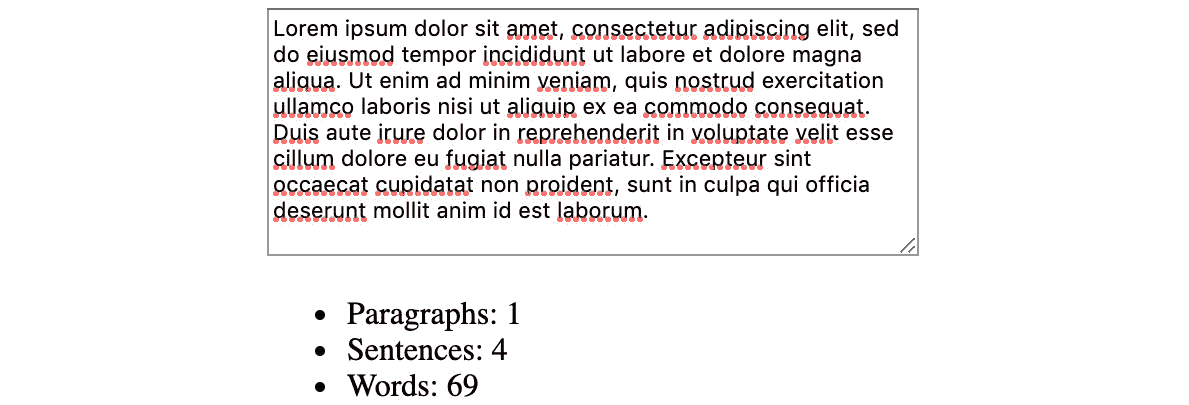 Lorem ipsum dolor sit amet, consectetur adipiscing elit, sed
do eiusmod tempor incididunt ut labore et dolore magna
aliqua. Ut enim ad minim veniam, quis nostrud exercitation
ullamco laboris nisi ut aliquip ex ea commodo consequat.
Duis aute irure dolor in reprehenderit in voluptate velit esse
cillum dolore eu fugiat nulla pariatur. Excepteur sint
occaecat cupidatat non proident, sunt in culpa qui officia
deserunt mollit anim id est laborum.
• Paragraphs: 1
• Sentences: 4
• Words: 69